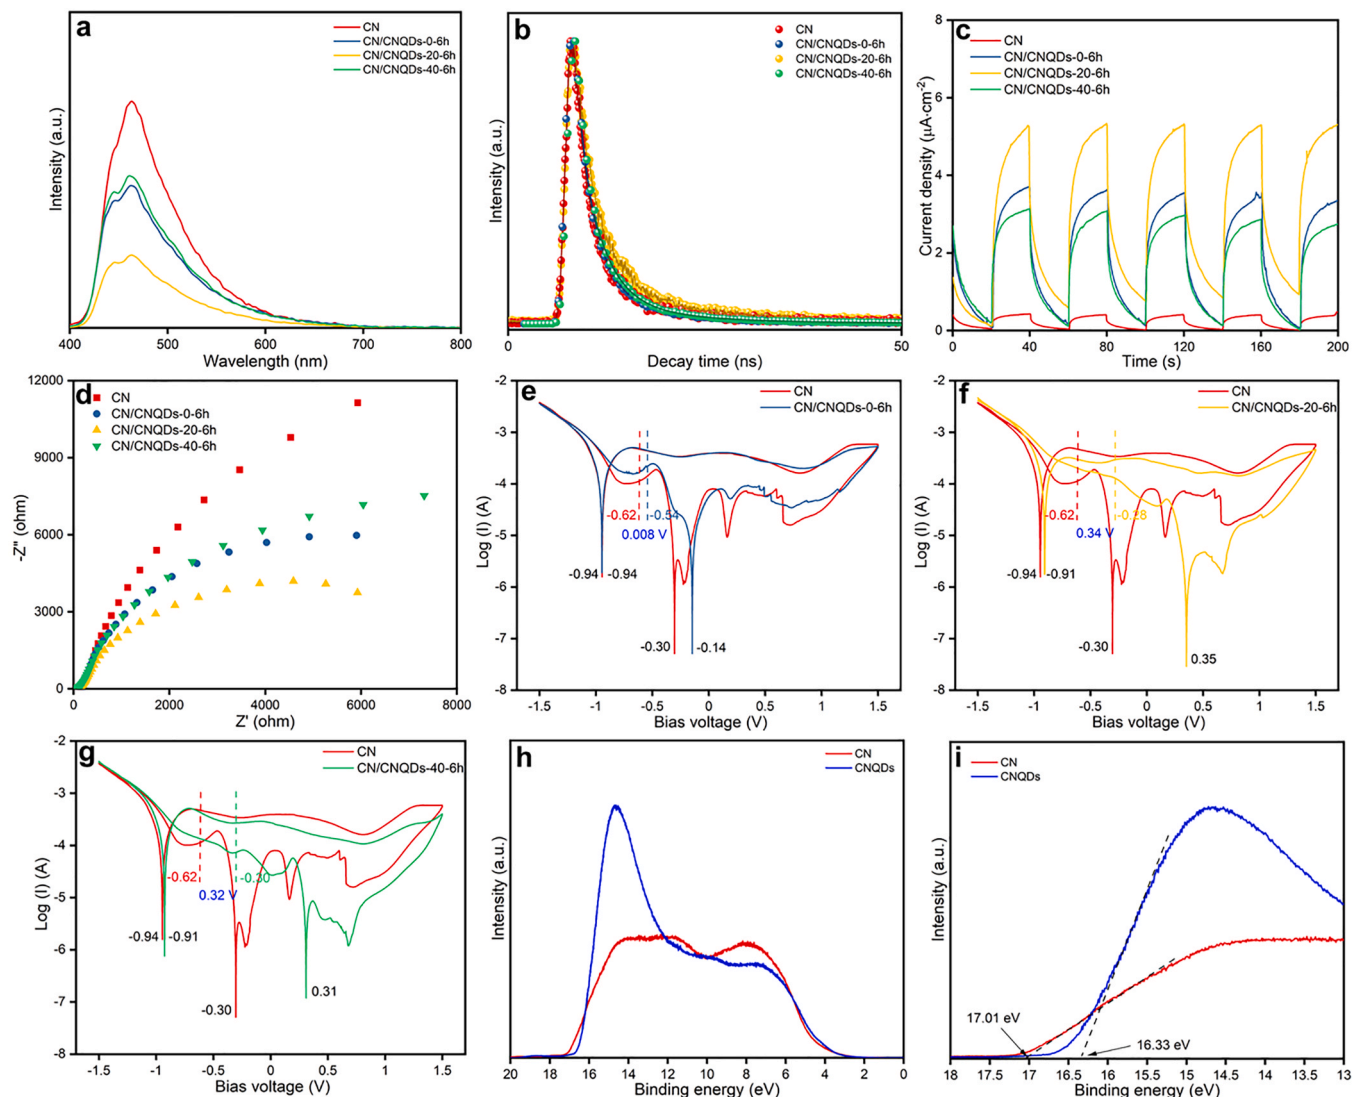 a
CN
CN/CNQDs-0-6h
CN/CNQDs-20-6h
CN/CNQDs-40-6h
Intensity (a.u.)
400 500 600 700 800
Wavelength (nm)
b
CN
CN/CNQDs-0-6h
CN/CNQDs-20-6h
CN/CNQDs-40-6h
Intensity (a.u.)
0 50
Decay time (ns)
c
CN
CN/CNQDs-0-6h
CN/CNQDs-20-6h
CN/CNQDs-40-6h
Current density (μA·cm⁻²)
8
6
4
2
0
0 40 80 120 160 200
Time (s)
d
CN
CN/CNQDs-0-6h
CN/CNQDs-20-6h
CN/CNQDs-40-6h
-Z'' (ohm)
12000
9000
6000
3000
0
0 2000 4000 6000 8000
Z' (ohm)
e
CN
CN/CNQDs-0-6h
Log (I) (A)
-2
-3
-4
-5
-6
-7
-8
-0.62 -0.54
0.008 V
-0.94 -0.94
-0.30 -0.14
-1.5 -1 -0.5 0 0.5 1 1.5
Bias voltage (V)
f
CN
CN/CNQDs-20-6h
Log (I) (A)
-2
-3
-4
-5
-6
-7
-8
-0.62 -0.28
0.34 V
-0.94 -0.91
-0.30 0.35
-1.5 -1 -0.5 0 0.5 1 1.5
Bias voltage (V)
g
CN
CN/CNQDs-40-6h
Log (I) (A)
-2
-3
-4
-5
-6
-7
-8
-0.62 -0.30
0.32 V
-0.94 -0.91
0.31
-0.30
-1.5 -1 -0.5 0 0.5 1 1.5
Bias voltage (V)
h
CN
CNQDs
Intensity (a.u.)
20 18 16 14 12 10 8 6 4 2 0
Binding energy (eV)
i
CN
CNQDs
Intensity (a.u.)
17.01 eV
16.33 eV
18 17.5 17 16.5 16 15.5 15 14.5 14 13.5 13
Binding energy (eV)